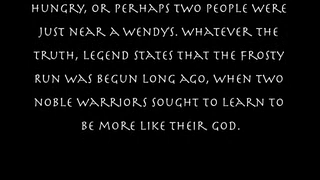 HUNGRY, OR PERHAPS TWO PEOPLE WERE
JUST NEAR A WENDY'S. WHATEVER THE
TRUTH, LEGEND STATES THAT THE FROSTY
RUN WAS BEGUN LONG AGO, WHEN TWO
NOBLE WARRIORS SOUGHT TO LEARN TO
BE MORE LIKE THEIR GOD.